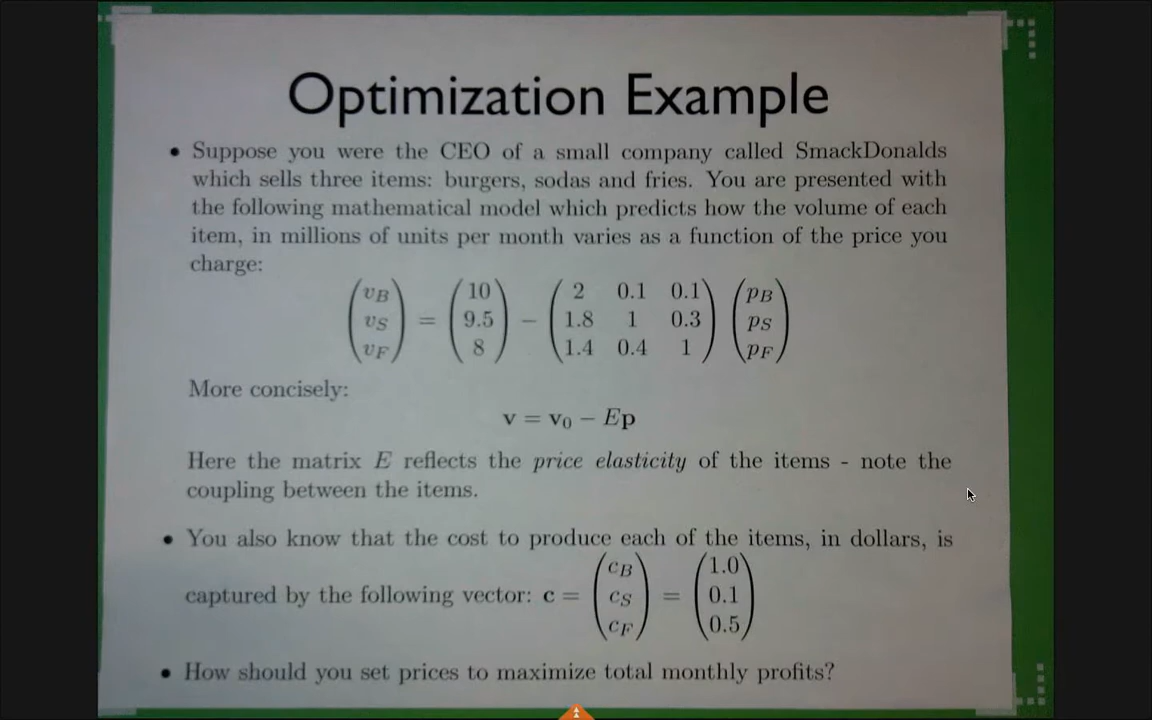 Optimization Example
• Suppose you were the CEO of a small company called SmackDonalds
which sells three items: burgers, sodas and fries. You are presented with
the following mathematical model which predicts how the volume of each
item, in millions of units per month varies as a function of the price you
charge:
(v_B) = (10) − (2 0.1 0.1) (p_B)
(v_S) (9.5) (1.8 1 0.3) (p_S)
(v_F) (8) (1.4 0.4 1) (p_F)
More concisely:
v = v₀ − Ep
Here the matrix E reflects the price elasticity of the items - note the
coupling between the items.
• You also know that the cost to produce each of the items, in dollars, is
captured by the following vector: c = (c_B c_S c_F) = (1.0 0.1 0.5)
• How should you set prices to maximize total monthly profits?